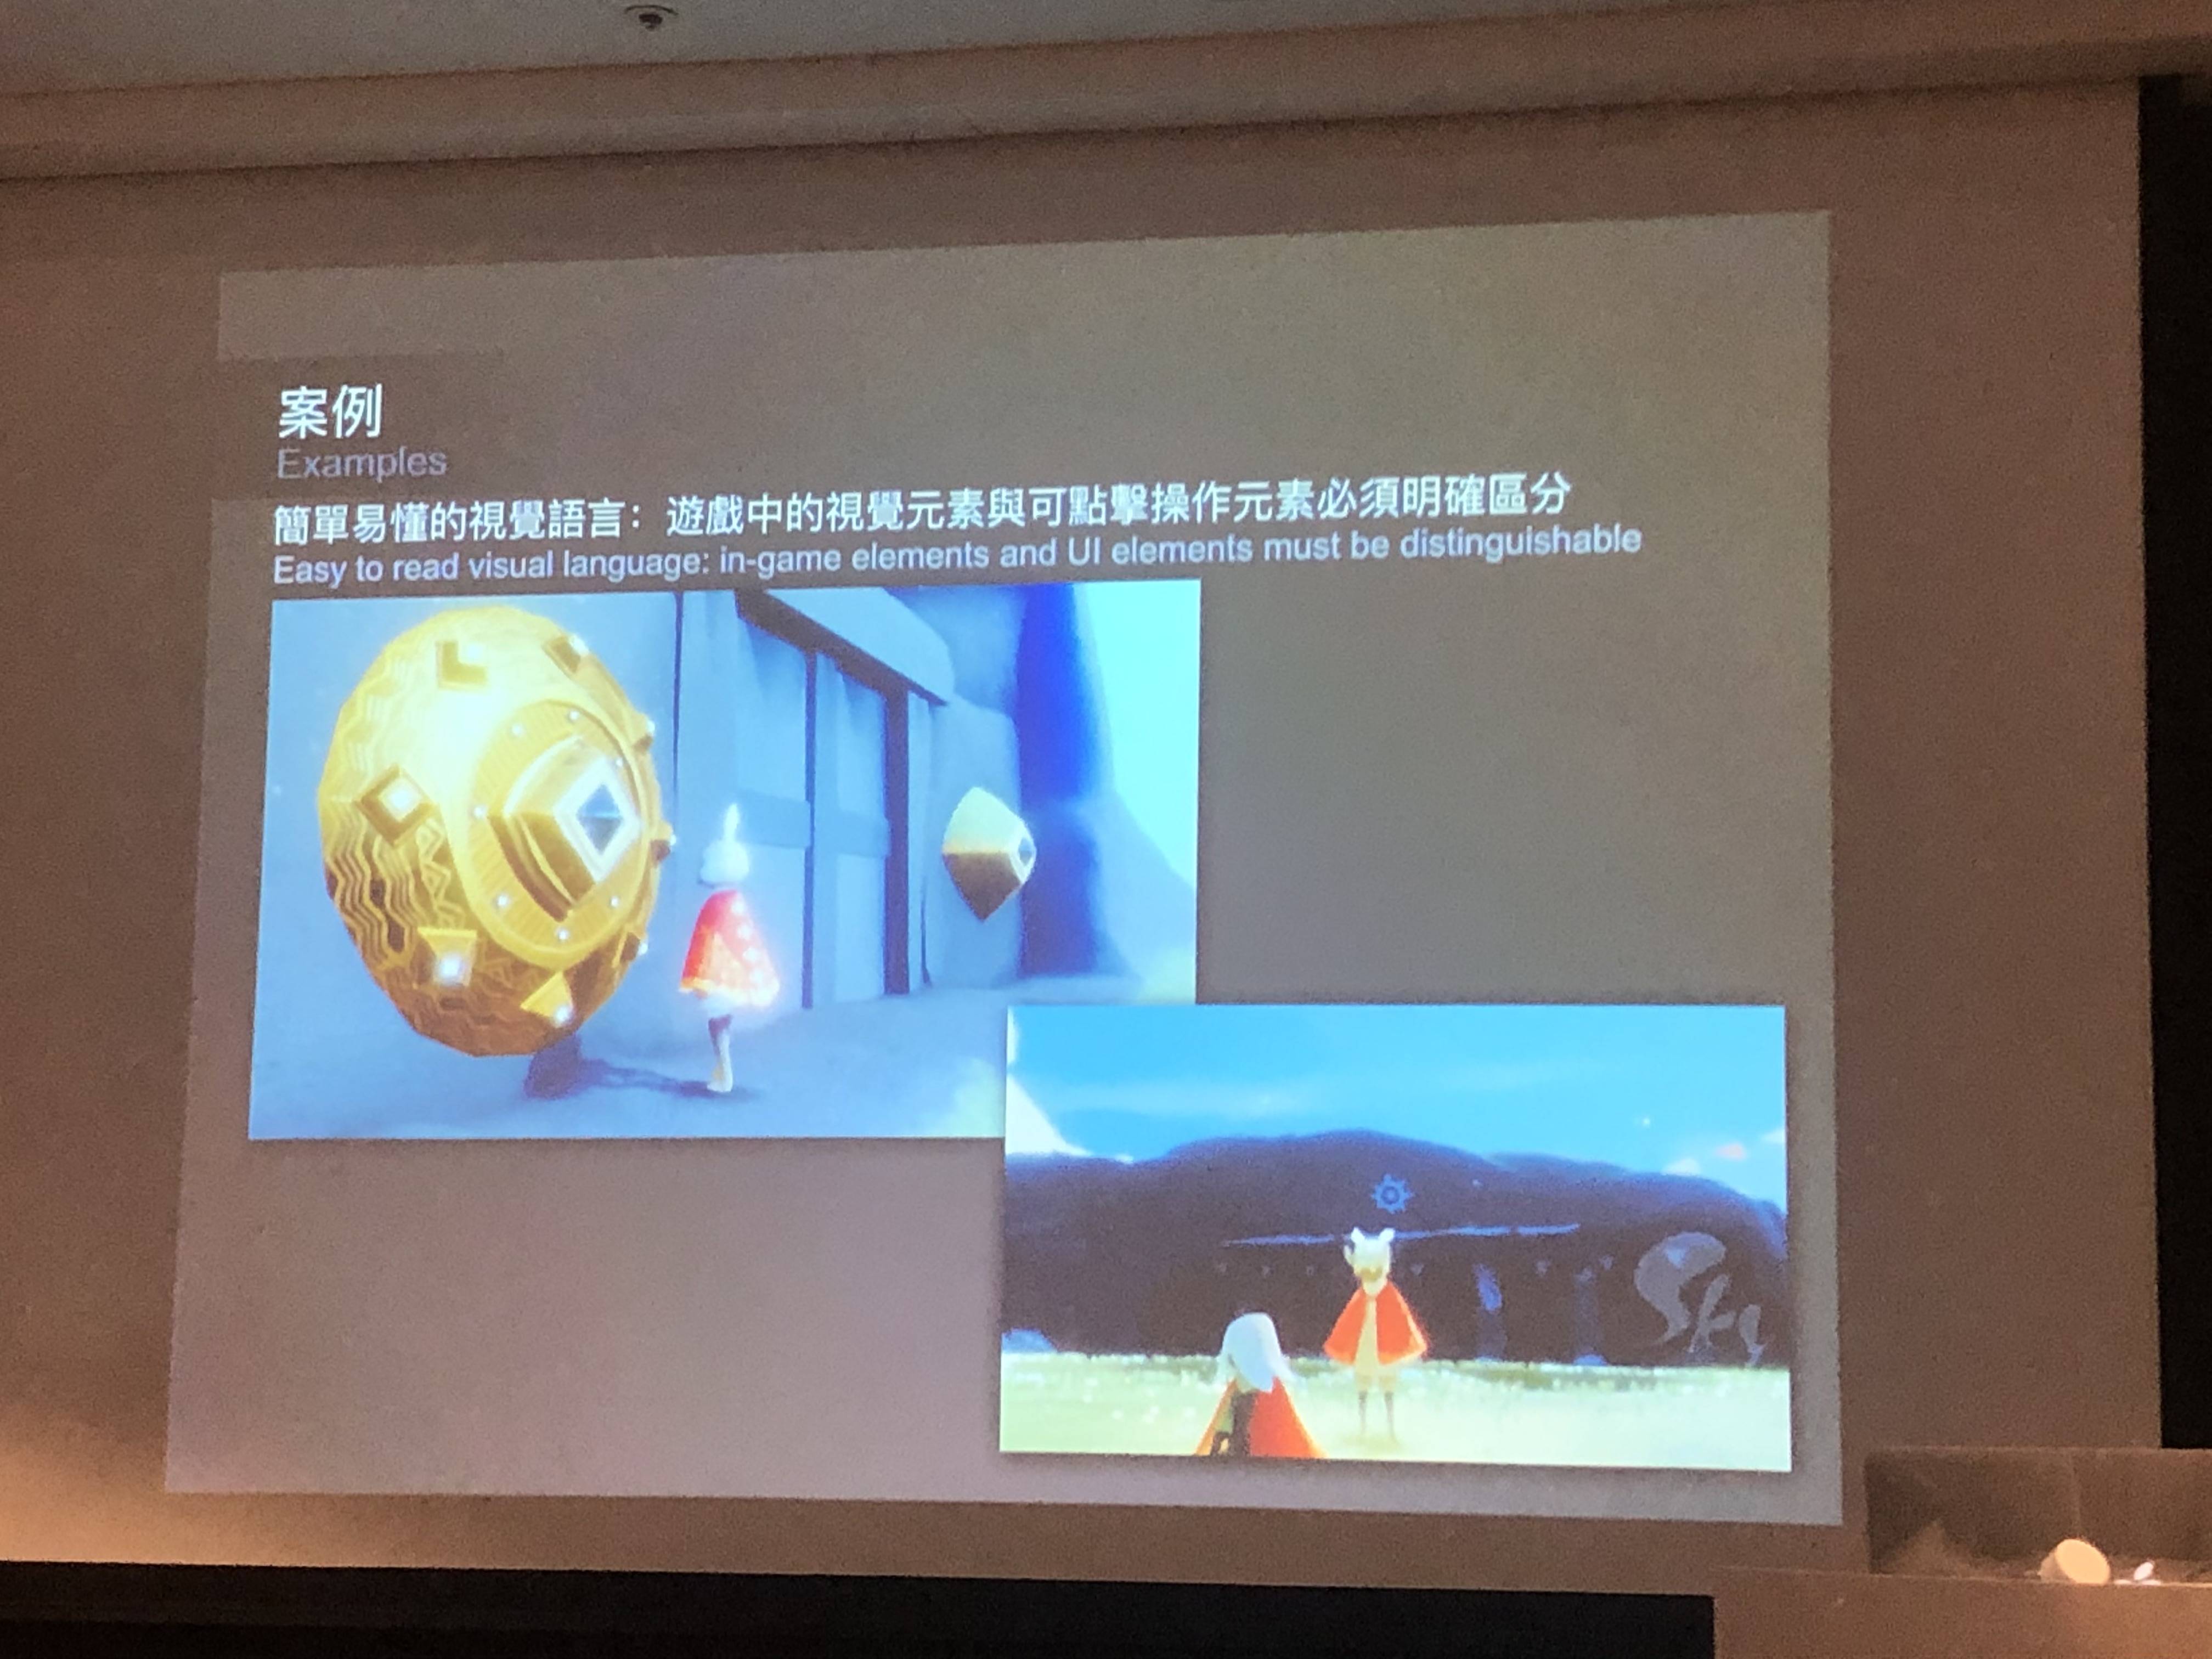 案例
Examples
簡單易懂的視覺語言：遊戲中的視覺元素與可點擊操作元素必須明確區分
Easy to read visual language: in-game elements and UI elements must be distinguishable
Sky